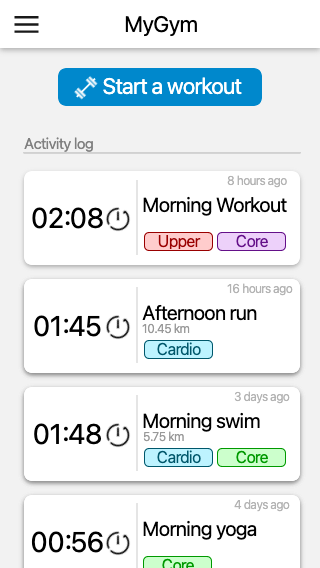 MyGym
Start a workout
Activity log
8 hours ago
02:08
Morning Workout
Upper
Core
16 hours ago
01:45
Afternoon run
10.45 km
Cardio
3 days ago
01:48
Morning swim
5.75 km
Cardio
Core
4 days ago
00:56
Morning yoga
Core